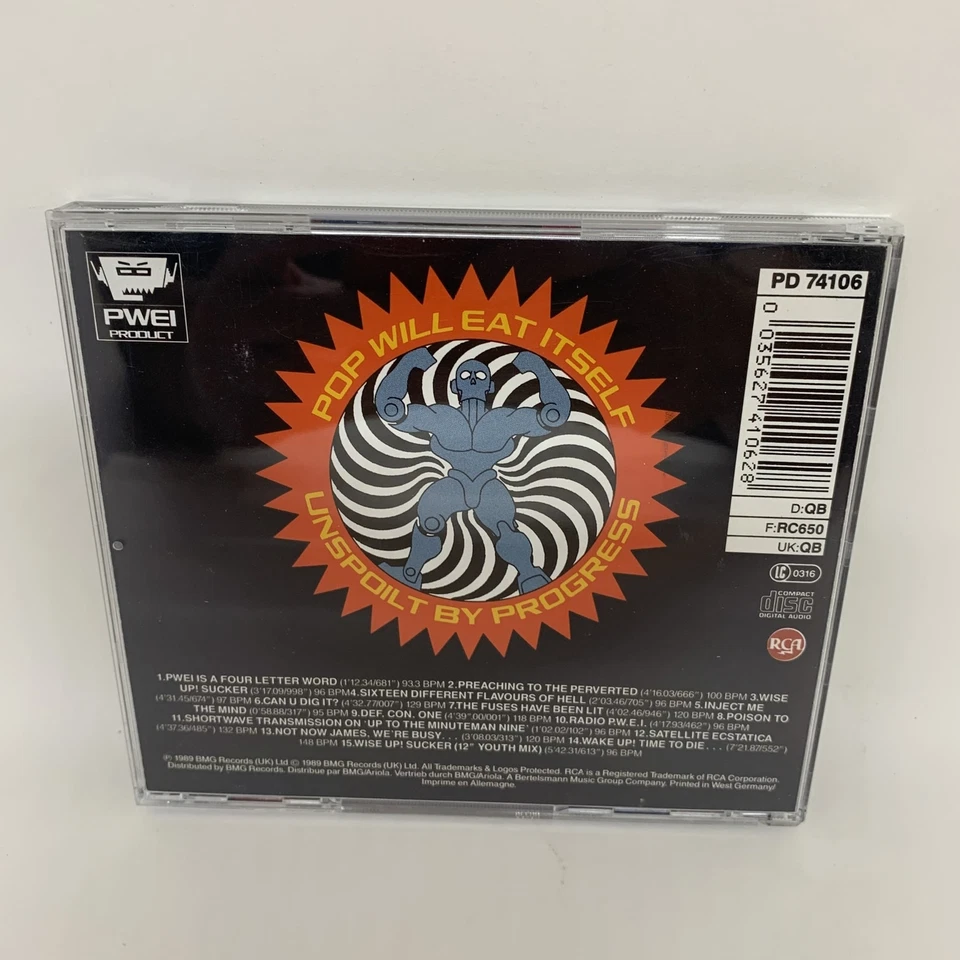 PWEI
PRODUCT
POP WILL EAT ITSELF
UNSPOILT BY PROGRESS
PD 74106
0 035627 410628
D:QB
F:RC650
UK:QB
LC 0316
COMPACT
disc
DIGITAL AUDIO
RCA
1.PWEI IS A FOUR LETTER WORD (1'12.34/681") 93.3 BPM 2.PREACHING TO THE PERVERTED (4'16.03/666") 100 BPM 3.WISE
UP! SUCKER (3'17.09/998") 96 BPM 4.SIXTEEN DIFFERENT FLAVOURS OF HELL (2'03.46/705") 96 BPM 5.INJECT ME
(4'31.45/674") 97 BPM 6.CAN U DIG IT? (4'32.77/007") 129 BPM 7.THE FUSES HAVE BEEN LIT (4'02.46/946") 120 BPM 8.POISON TO
THE MIND (0'58.88/317") 95 BPM 9.DEF. CON. ONE (4'39".00/001") 118 BPM 10.RADIO P.W.E.I. (4'17.93/462") 96 BPM
11.SHORTWAVE TRANSMISSION ON 'UP TO THE MINUTEMAN NINE' (1'02.02/102") 96 BPM 12.SATELLITE ECSTATICA
(4'37.36/485") 132 BPM 13.NOT NOW JAMES, WE'RE BUSY... (3'08.03/313") 120 BPM 14.WAKE UP! TIME TO DIE... (7'21.87/552")
148 BPM 15.WISE UP! SUCKER (12" YOUTH MIX) (5'42.31/613") 96 BPM
℗ 1989 BMG Records (UK) Ltd © 1989 BMG Records (UK) Ltd. All Trademarks & Logos Protected. RCA is a Registered Trademark of RCA Corporation.
Distributed by BMG Records. Distribue par BMG/Ariola. Vertrieb durch BMG/Ariola. A Bertelsmann Music Group Company. Printed in West Germany/
Imprime en Allemagne.